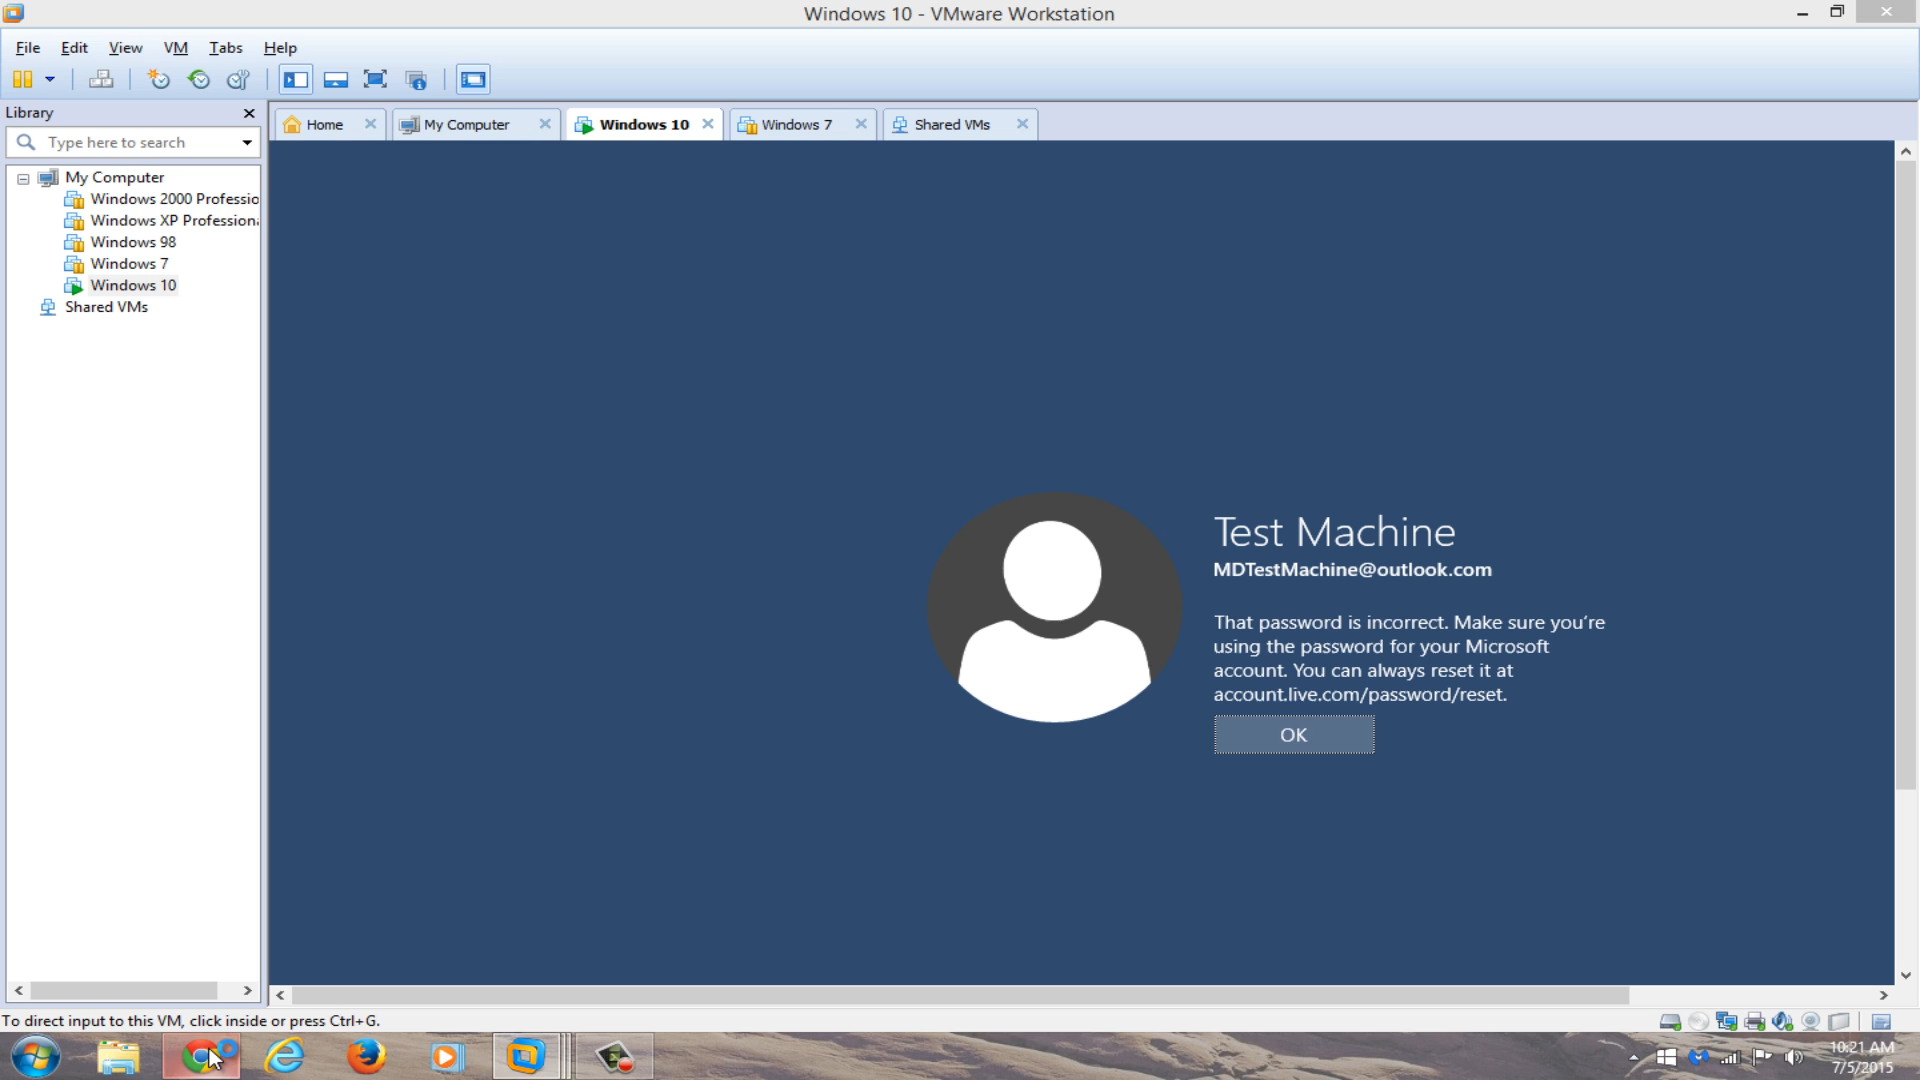 Windows 10 - VMware Workstation
File Edit View VM Tabs Help
Library
Type here to search
Home
My Computer
Windows 10
Windows 7
Shared VMs
My Computer
Windows 2000 Professio
Windows XP Profession
Windows 98
Windows 7
Windows 10
Shared VMs
Test Machine
MDTestMachine@outlook.com
That password is incorrect. Make sure you're
using the password for your Microsoft
account. You can always reset it at
account.live.com/password/reset.
OK
To direct input to this VM, click inside or press Ctrl+G.
10:21 AM
7/5/2015